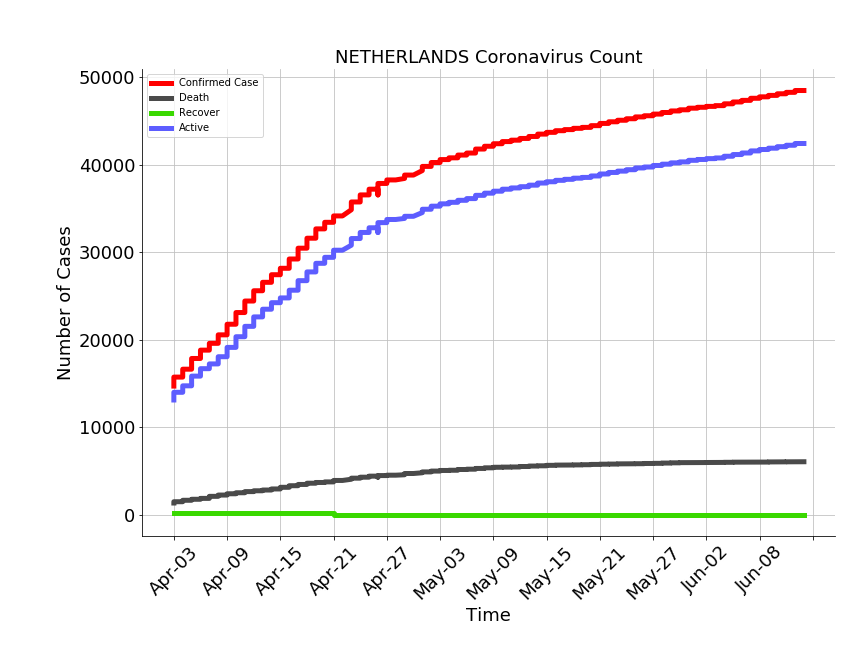 NETHERLANDS Coronavirus Count
50000
40000
30000
20000
10000
0
Number of Cases
Confirmed Case
Death
Recover
Active
Apr-03
Apr-09
Apr-15
Apr-21
Apr-27
May-03
May-09
May-15
May-21
May-27
Jun-02
Jun-08
Time